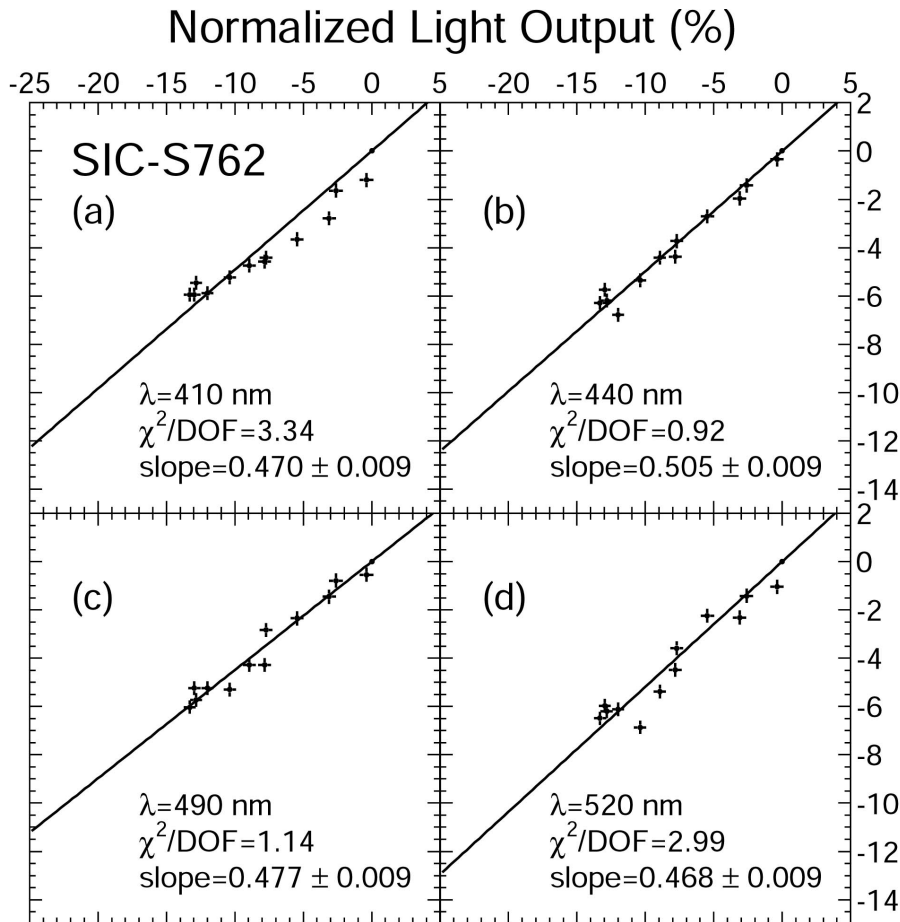 Normalized Light Output (%)
-25 -20 -15 -10 -5 0 5 -20 -15 -10 -5 0 5
SIC-S762
(a)
λ=410 nm
χ²/DOF=3.34
slope=0.470 ± 0.009
(b)
λ=440 nm
χ²/DOF=0.92
slope=0.505 ± 0.009
2
0
-2
-4
-6
-8
-10
-12
-14
(c)
λ=490 nm
χ²/DOF=1.14
slope=0.477 ± 0.009
(d)
λ=520 nm
χ²/DOF=2.99
slope=0.468 ± 0.009
2
0
-2
-4
-6
-8
-10
-12
-14